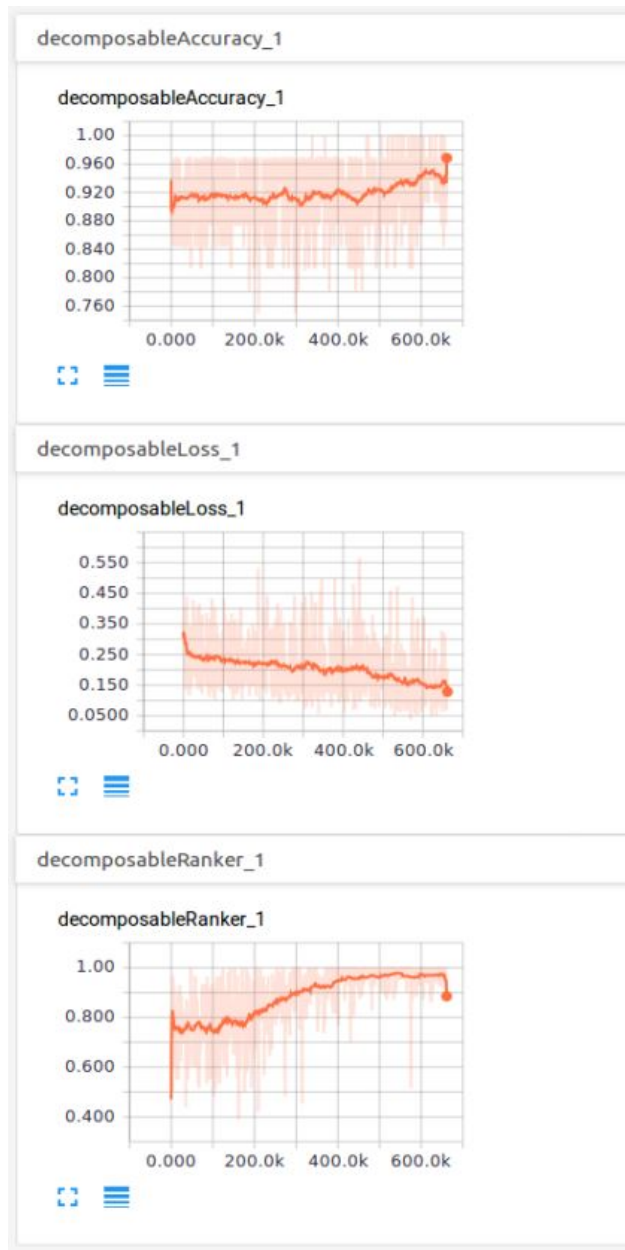 decomposableAccuracy_1
decomposableAccuracy_1
1.00
0.960
0.920
0.880
0.840
0.800
0.760
0.000 200.0k 400.0k 600.0k
decomposableLoss_1
decomposableLoss_1
0.550
0.450
0.350
0.250
0.150
0.0500
0.000 200.0k 400.0k 600.0k
decomposableRanker_1
decomposableRanker_1
1.00
0.800
0.600
0.400
0.000 200.0k 400.0k 600.0k